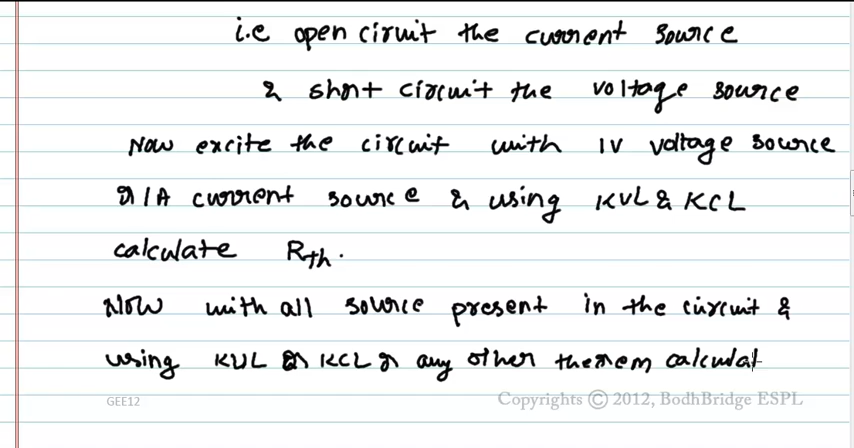 i.e open ciruit the current source
& short circuit the voltage source
Now excite the circuit with 1V voltage source
or 1A current source & using KVL & KCL
calculate RTh.
Now with all source present in the circuit &
using KVL or KCL or any other theorem calculat
GEE12
Copyrights © 2012, BodhBridge ESPL